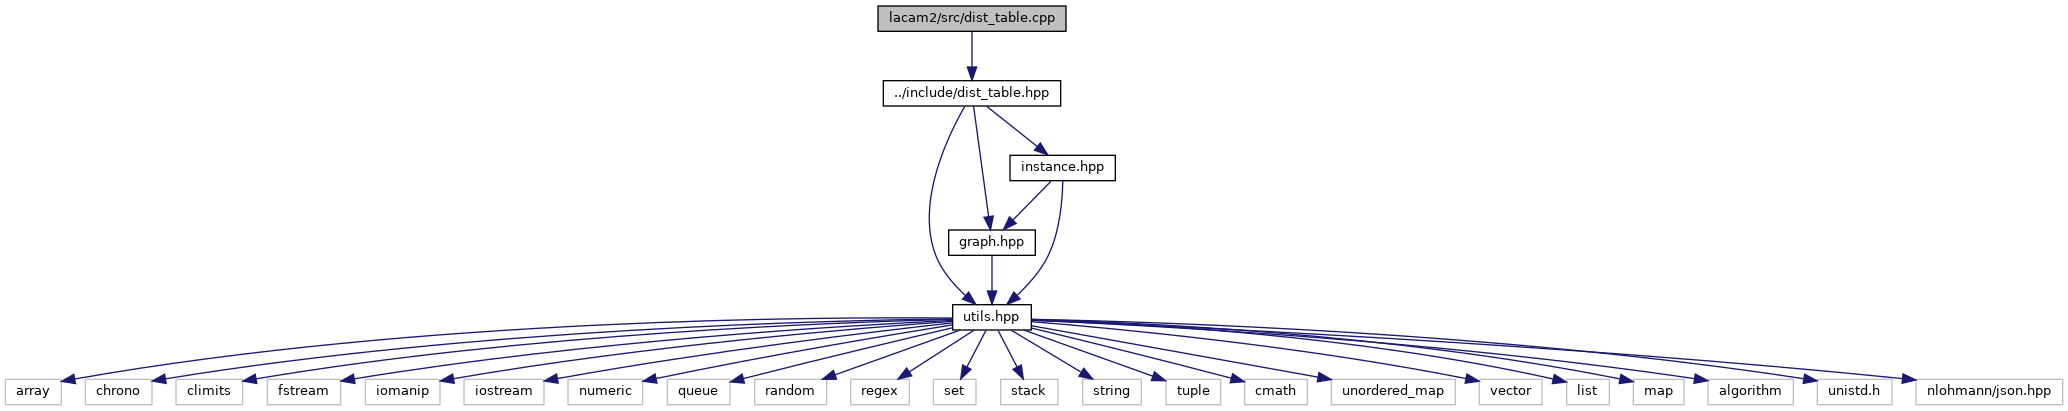 lacam2/src/dist_table.cpp
../include/dist_table.hpp
instance.hpp
graph.hpp
utils.hpp
array
chrono
climits
fstream
iomanip
iostream
numeric
queue
random
regex
set
stack
string
tuple
cmath
unordered_map
vector
list
map
algorithm
unistd.h
nlohmann/json.hpp